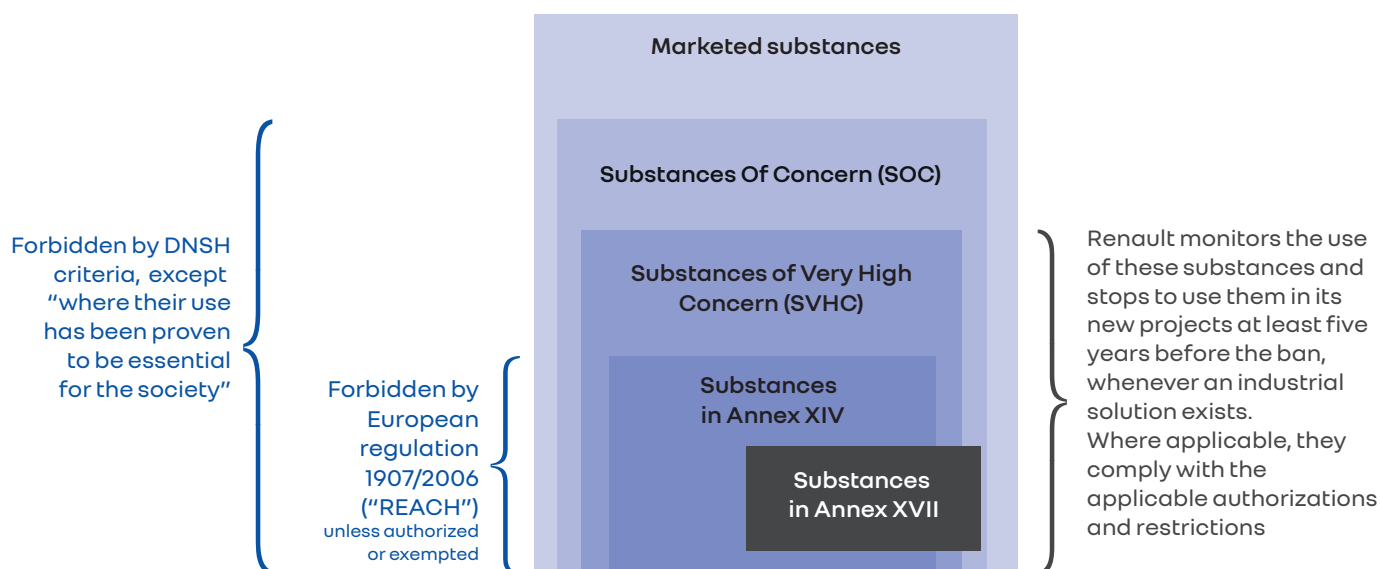 Marketed substances
Substances Of Concern (SOC)
Forbidden by DNSH
criteria, except
“where their use
has been proven
to be essential
for the society”
Substances of Very High
Concern (SVHC)
Forbidden by
European
regulation
1907/2006
(“REACH”)
unless authorized
or exempted
Substances
in Annex XIV
Substances
in Annex XVII
Renault monitors the use
of these substances and
stops to use them in its
new projects at least five
years before the ban,
whenever an industrial
solution exists.
Where applicable, they
comply with the
applicable authorizations
and restrictions